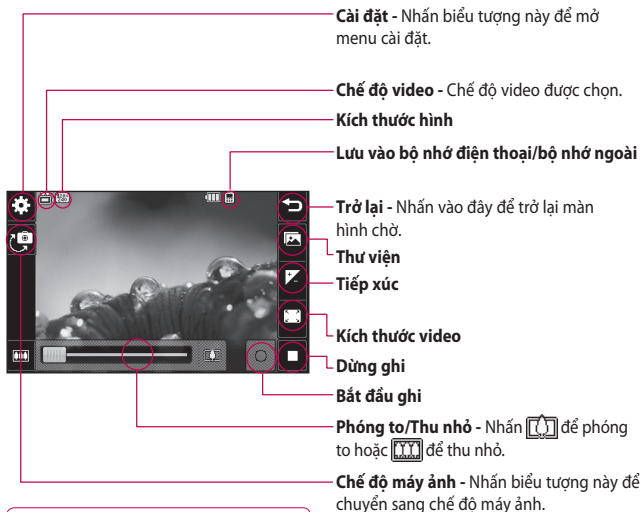 Cài đặt - Nhấn biểu tượng này để mở
menu cài đặt.
Chế độ video - Chế độ video được chọn.
Kích thước hình
Lưu vào bộ nhớ điện thoại/bộ nhớ ngoài
Trở lại - Nhấn vào đây để trở lại màn
hình chờ.
Thư viện
Tiếp xúc
Kích thước video
Dừng ghi
Bắt đầu ghi
Phóng to/Thu nhỏ - Nhấn để phóng
to hoặc để thu nhỏ.
Chế độ máy ảnh - Nhấn biểu tượng này để
chuyển sang chế độ máy ảnh.